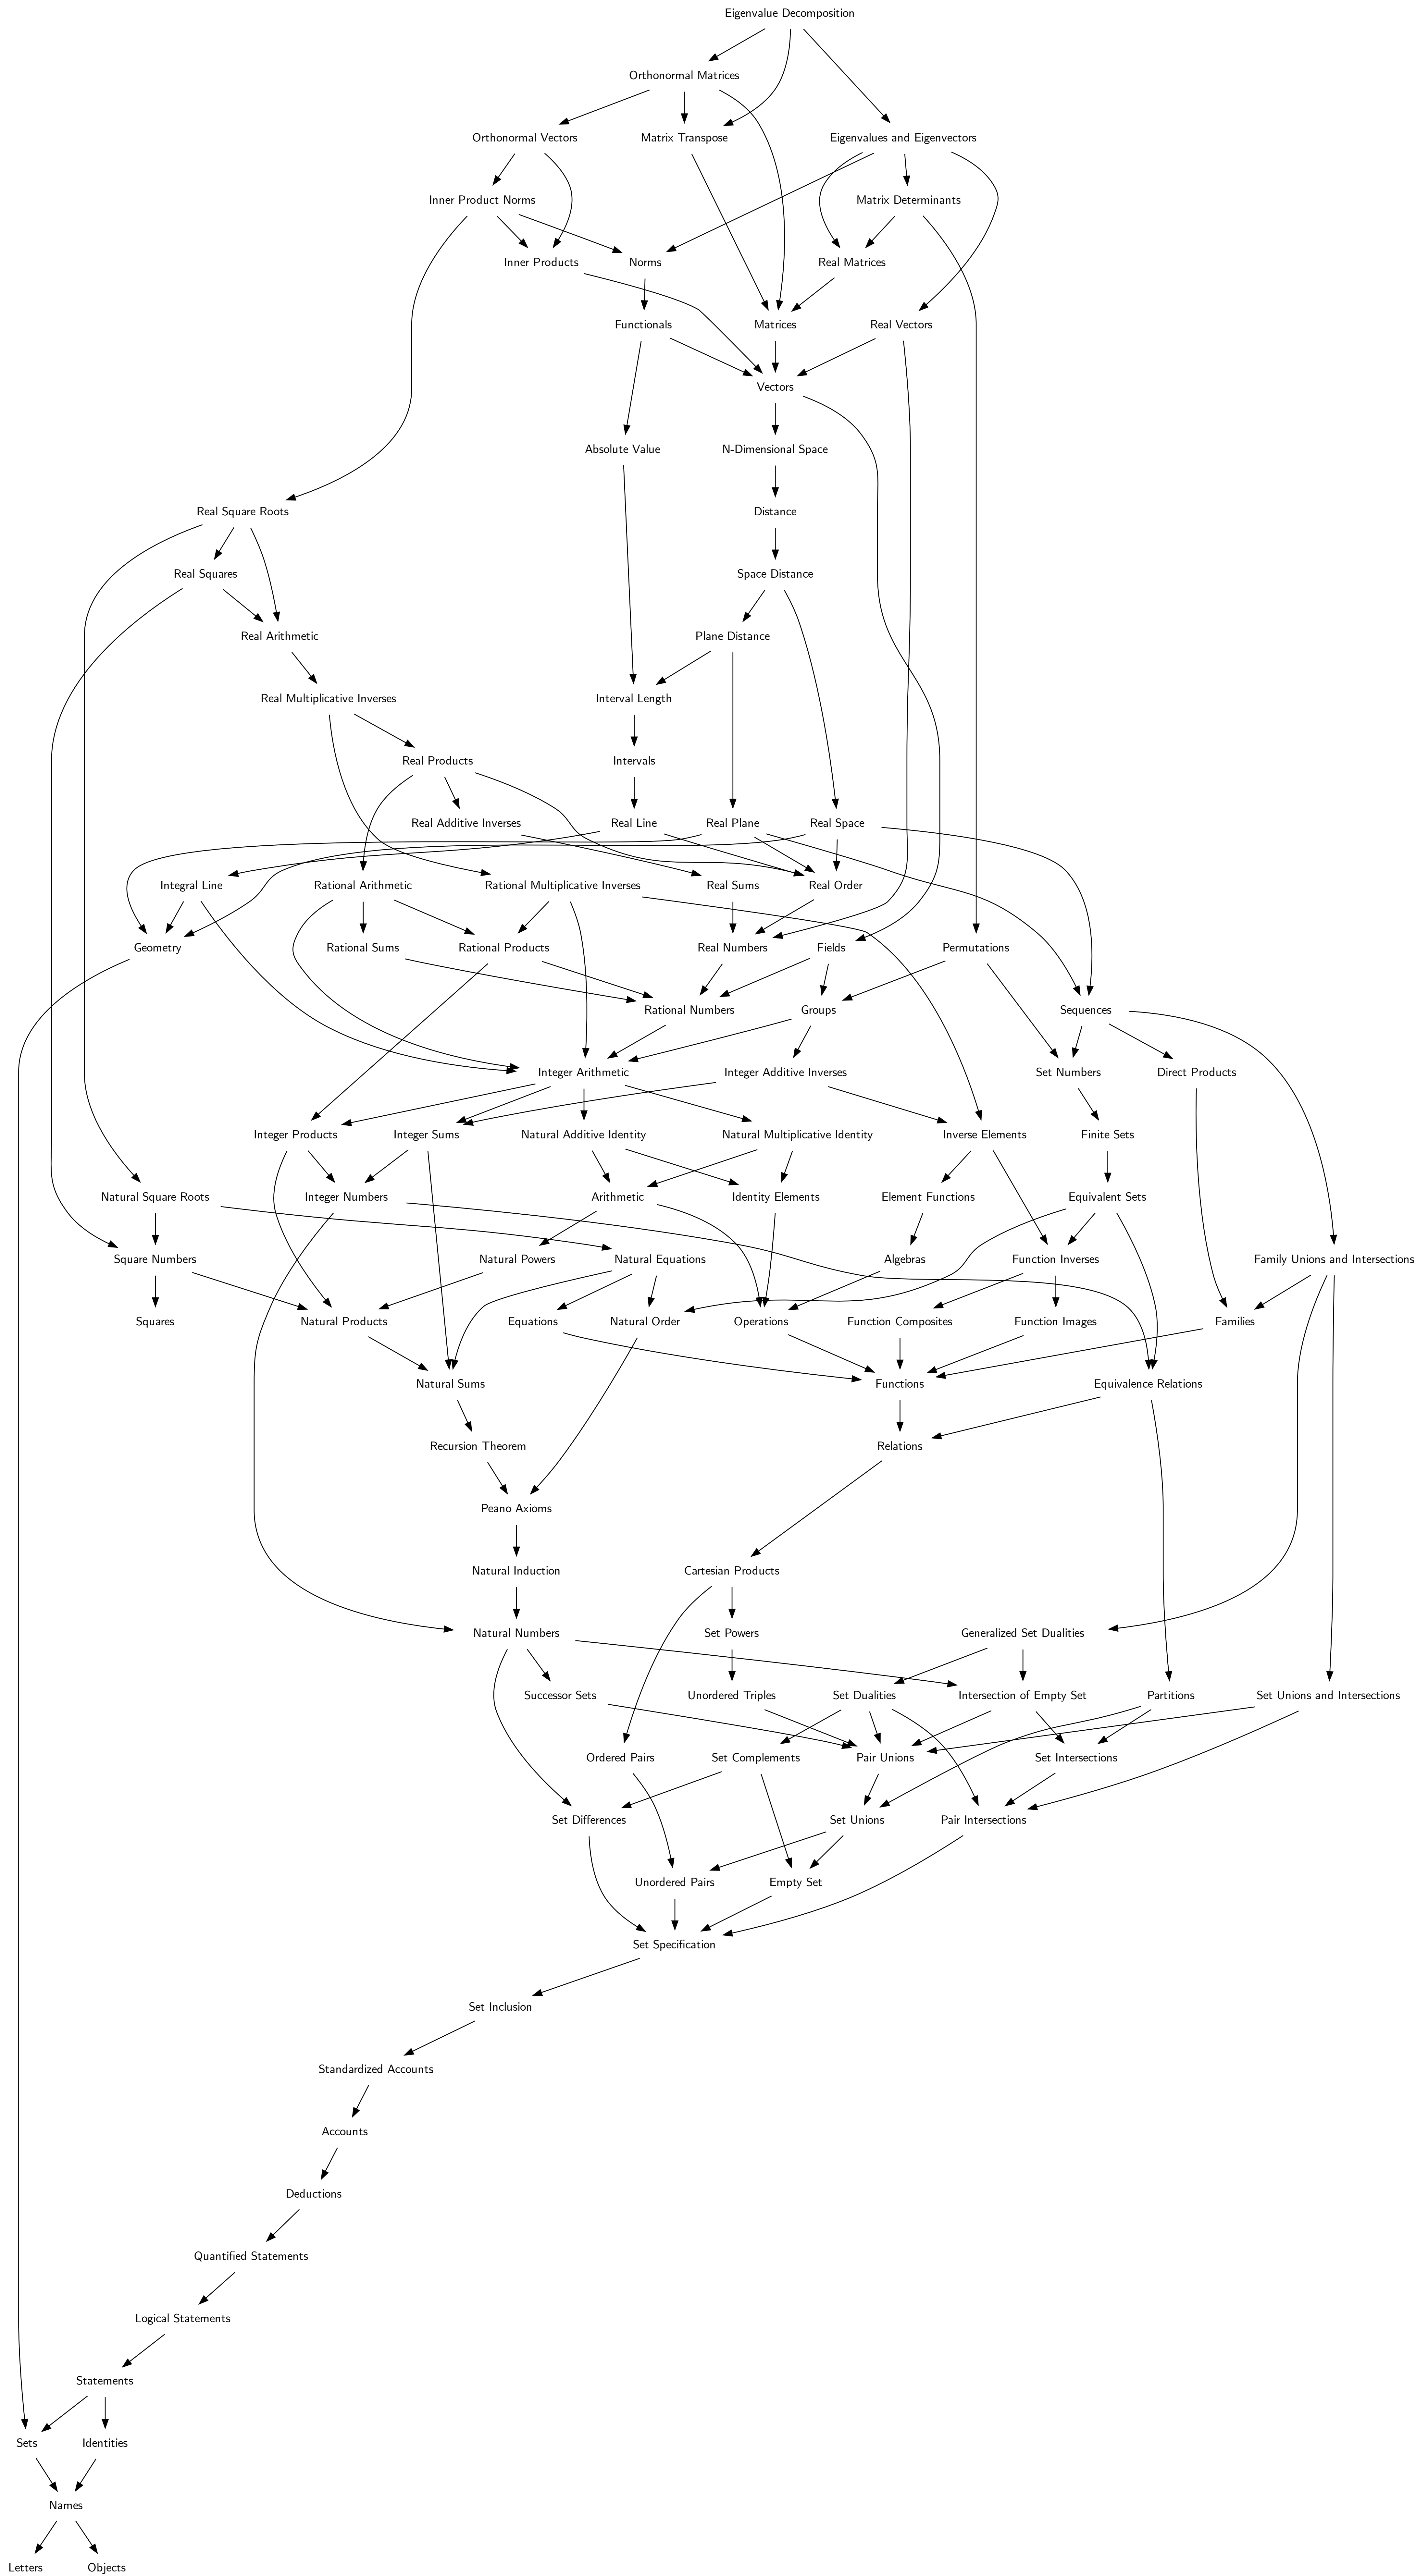 Eigenvalue Decomposition
Orthonormal Matrices
Orthonormal Vectors
Matrix Transpose
Eigenvalues and Eigenvectors
Inner Product Norms
Matrix Determinants
Inner Products
Norms
Real Matrices
Functionals
Matrices
Real Vectors
Vectors
Absolute Value
N-Dimensional Space
Real Square Roots
Distance
Real Squares
Space Distance
Real Arithmetic
Plane Distance
Real Multiplicative Inverses
Interval Length
Real Products
Intervals
Real Additive Inverses
Real Line
Real Plane
Real Space
Integral Line
Rational Arithmetic
Rational Multiplicative Inverses
Real Sums
Real Order
Geometry
Rational Sums
Rational Products
Real Numbers
Fields
Permutations
Rational Numbers
Groups
Sequences
Integer Arithmetic
Integer Additive Inverses
Set Numbers
Direct Products
Integer Products
Integer Sums
Natural Additive Identity
Natural Multiplicative Identity
Inverse Elements
Finite Sets
Natural Square Roots
Integer Numbers
Arithmetic
Identity Elements
Element Functions
Equivalent Sets
Square Numbers
Natural Powers
Natural Equations
Algebras
Function Inverses
Family Unions and Intersections
Squares
Natural Products
Equations
Natural Order
Operations
Function Composites
Function Images
Families
Natural Sums
Functions
Equivalence Relations
Recursion Theorem
Relations
Peano Axioms
Natural Induction
Cartesian Products
Natural Numbers
Set Powers
Generalized Set Dualities
Successor Sets
Unordered Triples
Set Dualities
Intersection of Empty Set
Partitions
Set Unions and Intersections
Ordered Pairs
Set Complements
Pair Unions
Set Intersections
Set Differences
Set Unions
Pair Intersections
Unordered Pairs
Empty Set
Set Specification
Set Inclusion
Standardized Accounts
Accounts
Deductions
Quantified Statements
Logical Statements
Statements
Sets
Identities
Names
Letters
Objects